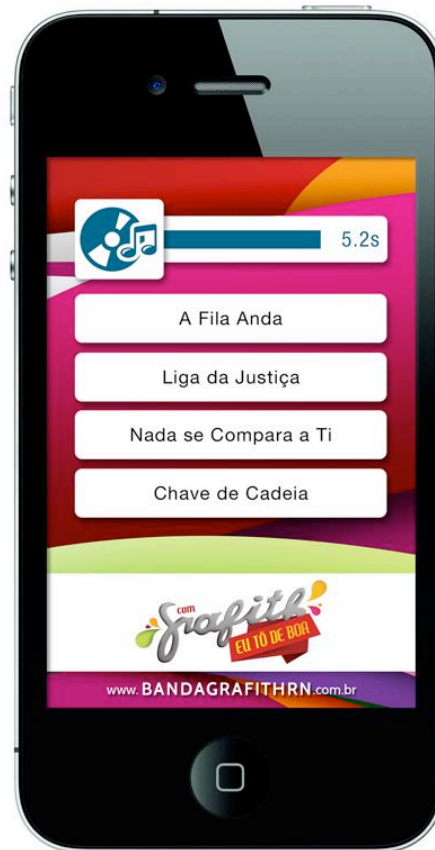 5.2s
A Fila Anda
Liga da Justiça
Nada se Compara a Ti
Chave de Cadeia
com
Grafith
EU TÔ DE BOA
www.BANDAGRAFITHRN.com.br